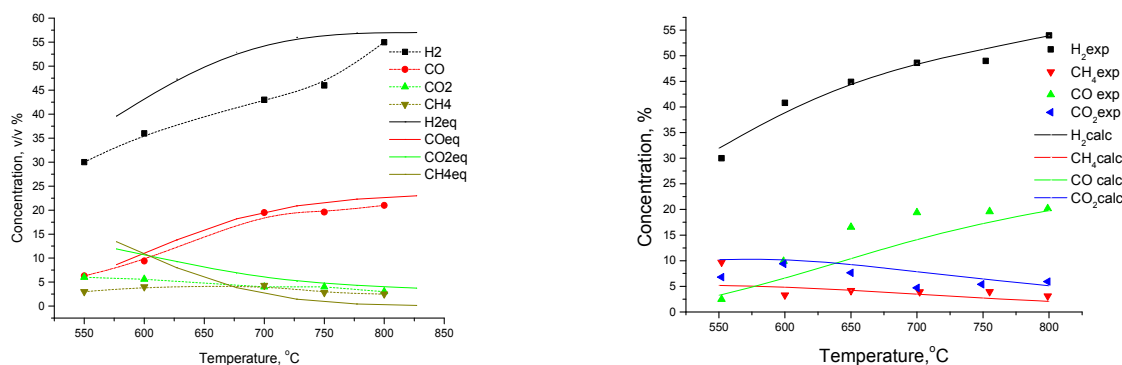 60
55
50
45
40
35
30
25
20
15
10
5
0
550
600
650
700
750
800
850
Concentration, v/v %
Temperature, °C
H2
CO
CO2
CH4
H2eq
COeq
CO2eq
CH4eq
55
50
45
40
35
30
25
20
15
10
5
0
550
600
650
700
750
800
Concentration, %
Temperature,°C
H₂exp
CH₄exp
CO exp
CO₂exp
H₂calc
CH₄calc
CO calc
CO₂calc